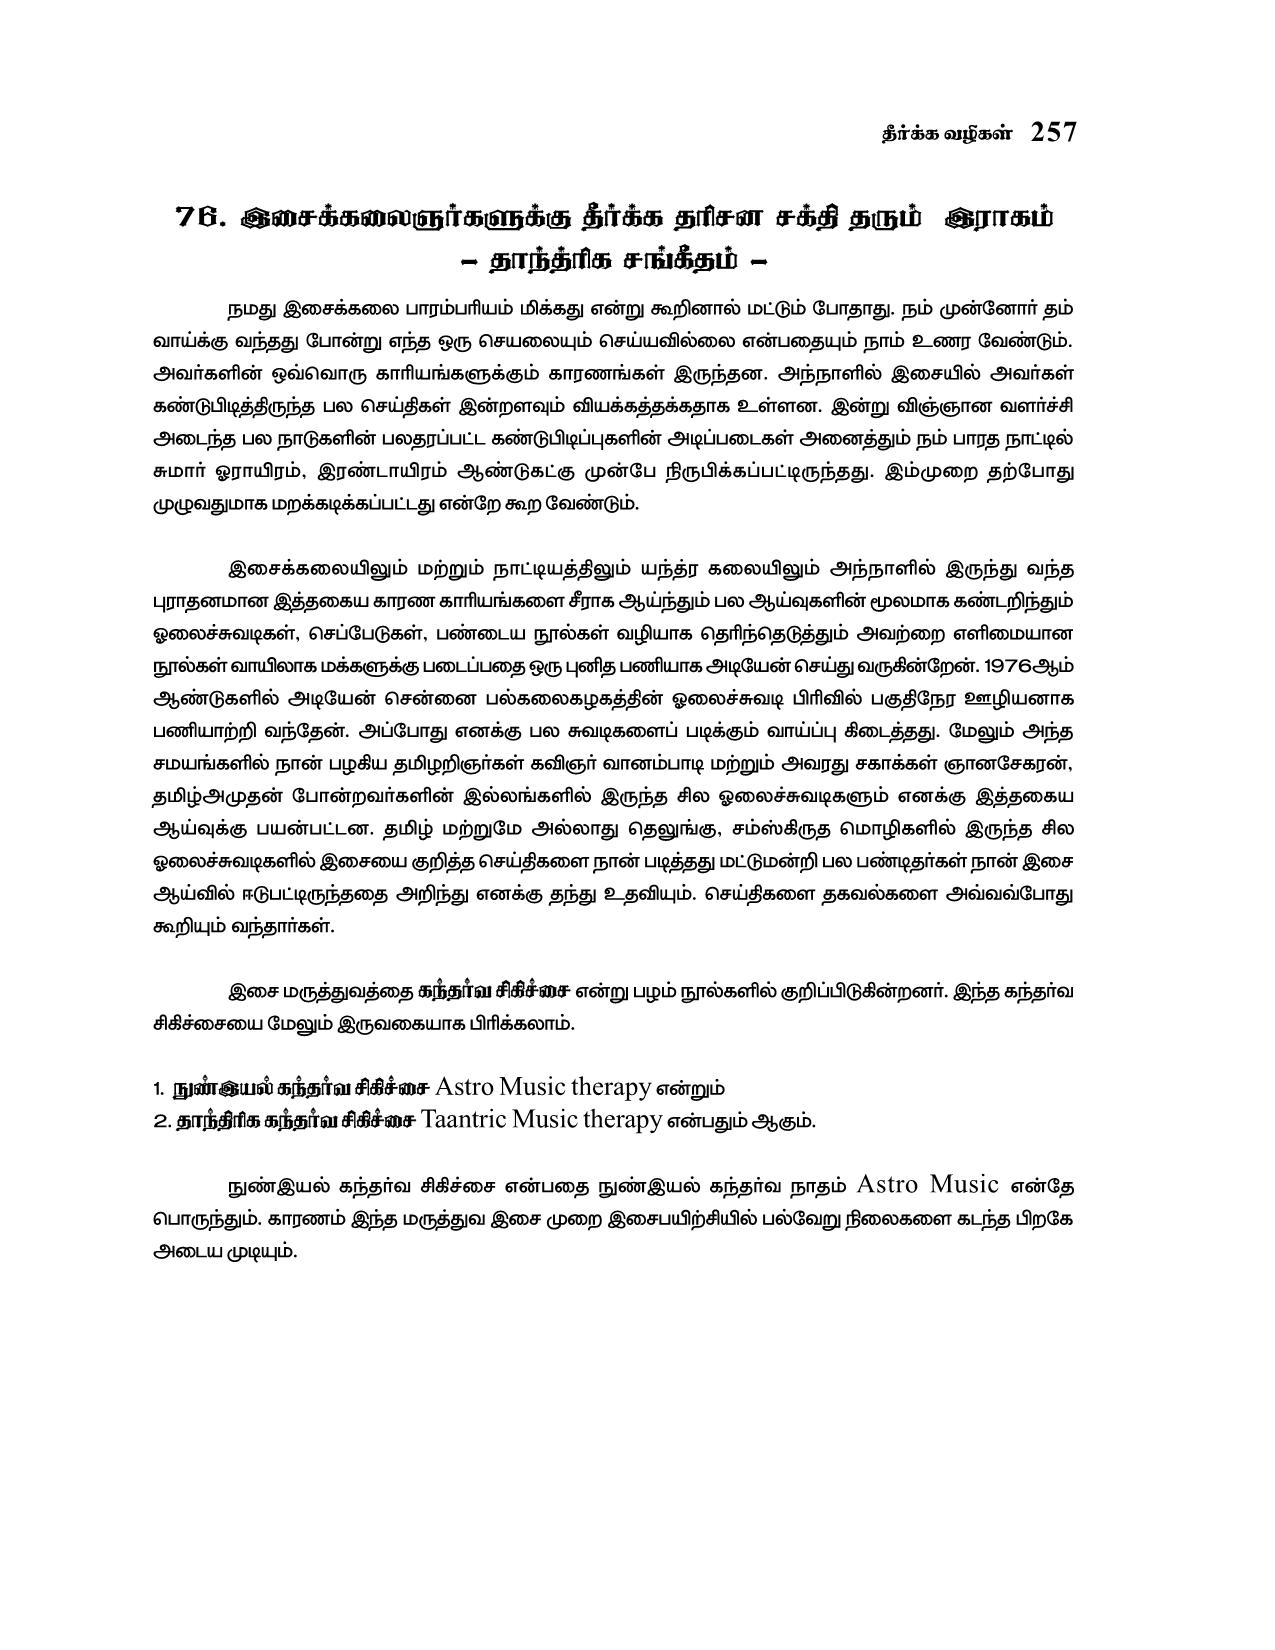 தீர்க்க வழிகள் 257
76. இசைக்கலைஞர்களுக்கு தீர்க்க தரிசன சக்தி தரும் இராகம்
– தாந்த்ரிக சங்கீதம் –
நமது இசைக்கலை பாரம்பரியம் மிக்கது என்று கூறினால் மட்டும் போதாது. நம் முன்னோர் தம்
வாய்க்கு வந்தது போன்று எந்த ஒரு செயலையும் செய்யவில்லை என்பதையும் நாம் உணர வேண்டும்.
அவர்களின் ஒவ்வொரு காரியங்களுக்கும் காரணங்கள் இருந்தன. அந்நாளில் இசையில் அவர்கள்
கண்டுபிடித்திருந்த பல செய்திகள் இன்றளவும் வியக்கத்தக்கதாக உள்ளன. இன்று விஞ்ஞான வளர்ச்சி
அடைந்த பல நாடுகளின் பலதரப்பட்ட கண்டுபிடிப்புகளின் அடிப்படைகள் அனைத்தும் நம் பாரத நாட்டில்
சுமார் ஓராயிரம், இரண்டாயிரம் ஆண்டுகட்கு முன்பே நிருபிக்கப்பட்டிருந்தது. இம்முறை தற்போது
முழுவதுமாக மறக்கடிக்கப்பட்டது என்றே கூற வேண்டும்.
இசைக்கலையிலும் மற்றும் நாட்டியத்திலும் யந்த்ர கலையிலும் அந்நாளில் இருந்து வந்த
புராதனமான இத்தகைய காரண காரியங்களை சீராக ஆய்ந்தும் பல ஆய்வுகளின் மூலமாக கண்டறிந்தும்
ஓலைச்சுவடிகள், செப்பேடுகள், பண்டைய நூல்கள் வழியாக தெரிந்தெடுத்தும் அவற்றை எளிமையான
நூல்கள் வாயிலாக மக்களுக்கு படைப்பதை ஒரு புனித பணியாக அடியேன் செய்து வருகின்றேன். 1976ஆம்
ஆண்டுகளில் அடியேன் சென்னை பல்கலைகழகத்தின் ஓலைச்சுவடி பிரிவில் பகுதிநேர ஊழியனாக
பணியாற்றி வந்தேன். அப்போது எனக்கு பல சுவடிகளைப் படிக்கும் வாய்ப்பு கிடைத்தது. மேலும் அந்த
சமயங்களில் நான் பழகிய தமிழறிஞர்கள் கவிஞர் வானம்பாடி மற்றும் அவரது சகாக்கள் ஞானசேகரன்,
தமிழ்அமுதன் போன்றவர்களின் இல்லங்களில் இருந்த சில ஓலைச்சுவடிகளும் எனக்கு இத்தகைய
ஆய்வுக்கு பயன்பட்டன. தமிழ் மற்றுமே அல்லாது தெலுங்கு, சம்ஸ்கிருத மொழிகளில் இருந்த சில
ஓலைச்சுவடிகளில் இசையை குறித்த செய்திகளை நான் படித்தது மட்டுமன்றி பல பண்டிதர்கள் நான் இசை
ஆய்வில் ஈடுபட்டிருந்ததை அறிந்து எனக்கு தந்து உதவியும். செய்திகளை தகவல்களை அவ்வவ்போது
கூறியும் வந்தார்கள்.
இசை மருத்துவத்தை கந்தர்வ சிகிச்சை என்று பழம் நூல்களில் குறிப்பிடுகின்றனர். இந்த கந்தர்வ
சிகிச்சையை மேலும் இருவகையாக பிரிக்கலாம்.
1. நுண்இயல் கந்தர்வ சிகிச்சை Astro Music therapy என்றும்
2. தாந்திரிக கந்தர்வ சிகிச்சை Taantric Music therapy என்பதும் ஆகும்.
நுண்இயல் கந்தர்வ சிகிச்சை என்பதை நுண்இயல் கந்தர்வ நாதம் Astro Music என்தே
பொருந்தும். காரணம் இந்த மருத்துவ இசை முறை இசைபயிற்சியில் பல்வேறு நிலைகளை கடந்த பிறகே
அடைய முடியும்.